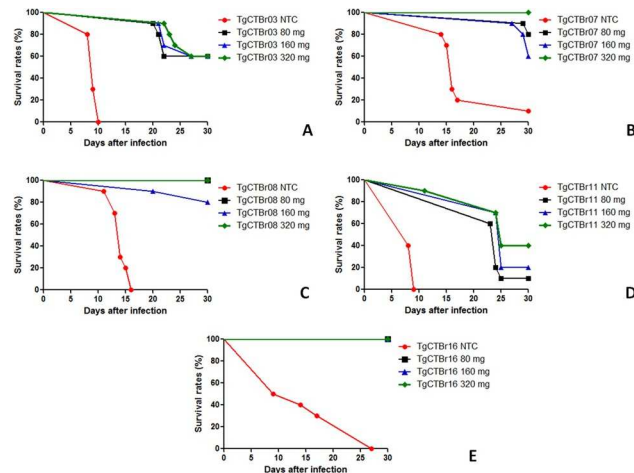 Survival rates (%)
100
80
60
40
20
0
0 5 10 15 20 25 30
Days after infection
TgCTBr03 NTC
TgCTBr03 80 mg
TgCTBr03 160 mg
TgCTBr03 320 mg
A
Survival rates (%)
100
80
60
40
20
0
0 5 10 15 20 25 30
Days after infection
TgCTBr07 NTC
TgCTBr07 80 mg
TgCTBr07 160 mg
TgCTBr07 320 mg
B
Survival rates (%)
100
80
60
40
20
0
0 5 10 15 20 25 30
Days after infection
TgCTBr08 NTC
TgCTBr08 80 mg
TgCTBr08 160 mg
TgCTBr08 320 mg
C
Survival rates (%)
100
80
60
40
20
0
0 5 10 15 20 25 30
Days after infection
TgCTBr11 NTC
TgCTBr11 80 mg
TgCTBr11 160 mg
TgCTBr11 320 mg
D
Survival rates (%)
100
80
60
40
20
0
0 5 10 15 20 25 30
Days after infection
TgCTBr16 NTC
TgCTBr16 80 mg
TgCTBr16 160 mg
TgCTBr16 320 mg
E